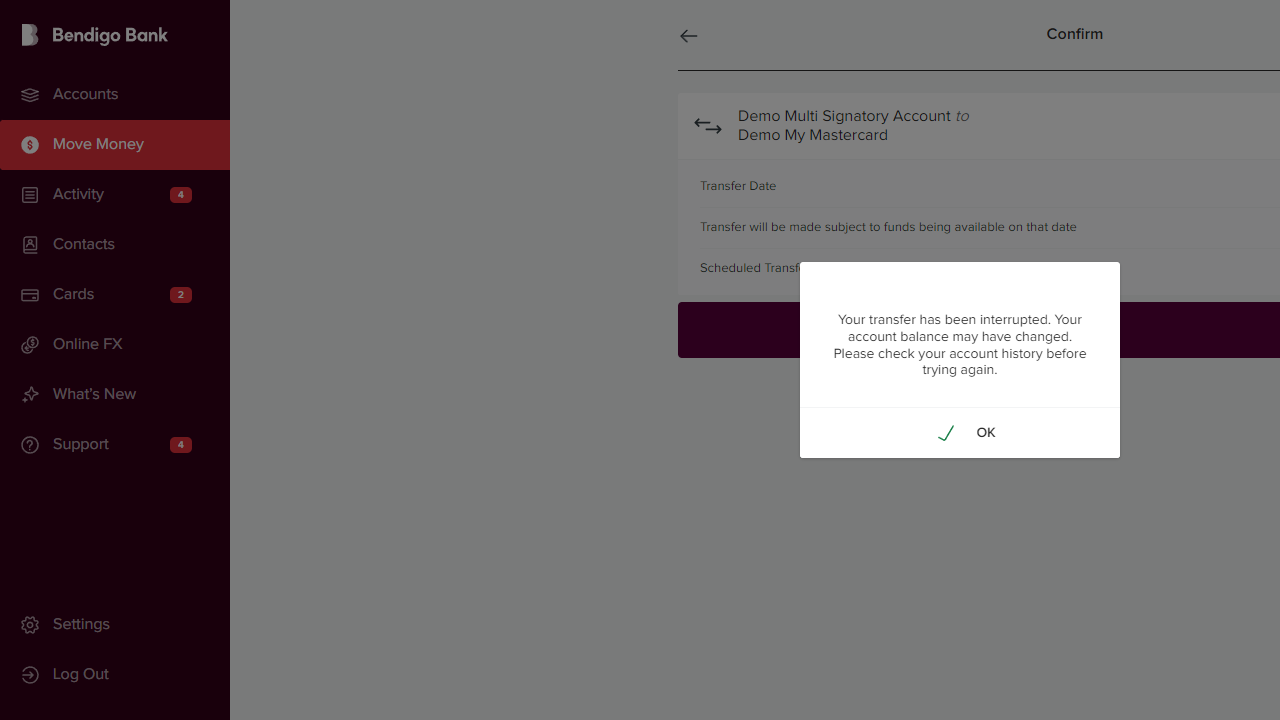 Bendigo Bank
Accounts
Move Money
Activity 4
Contacts
Cards 2
Online FX
What's New
Support 4
Settings
Log Out
Confirm
Demo Multi Signatory Account to
Demo My Mastercard
Transfer Date
Transfer will be made subject to funds being available on that date
Scheduled
Your transfer has been interrupted. Your
account balance may have changed.
Please check your account history before
trying again.
OK